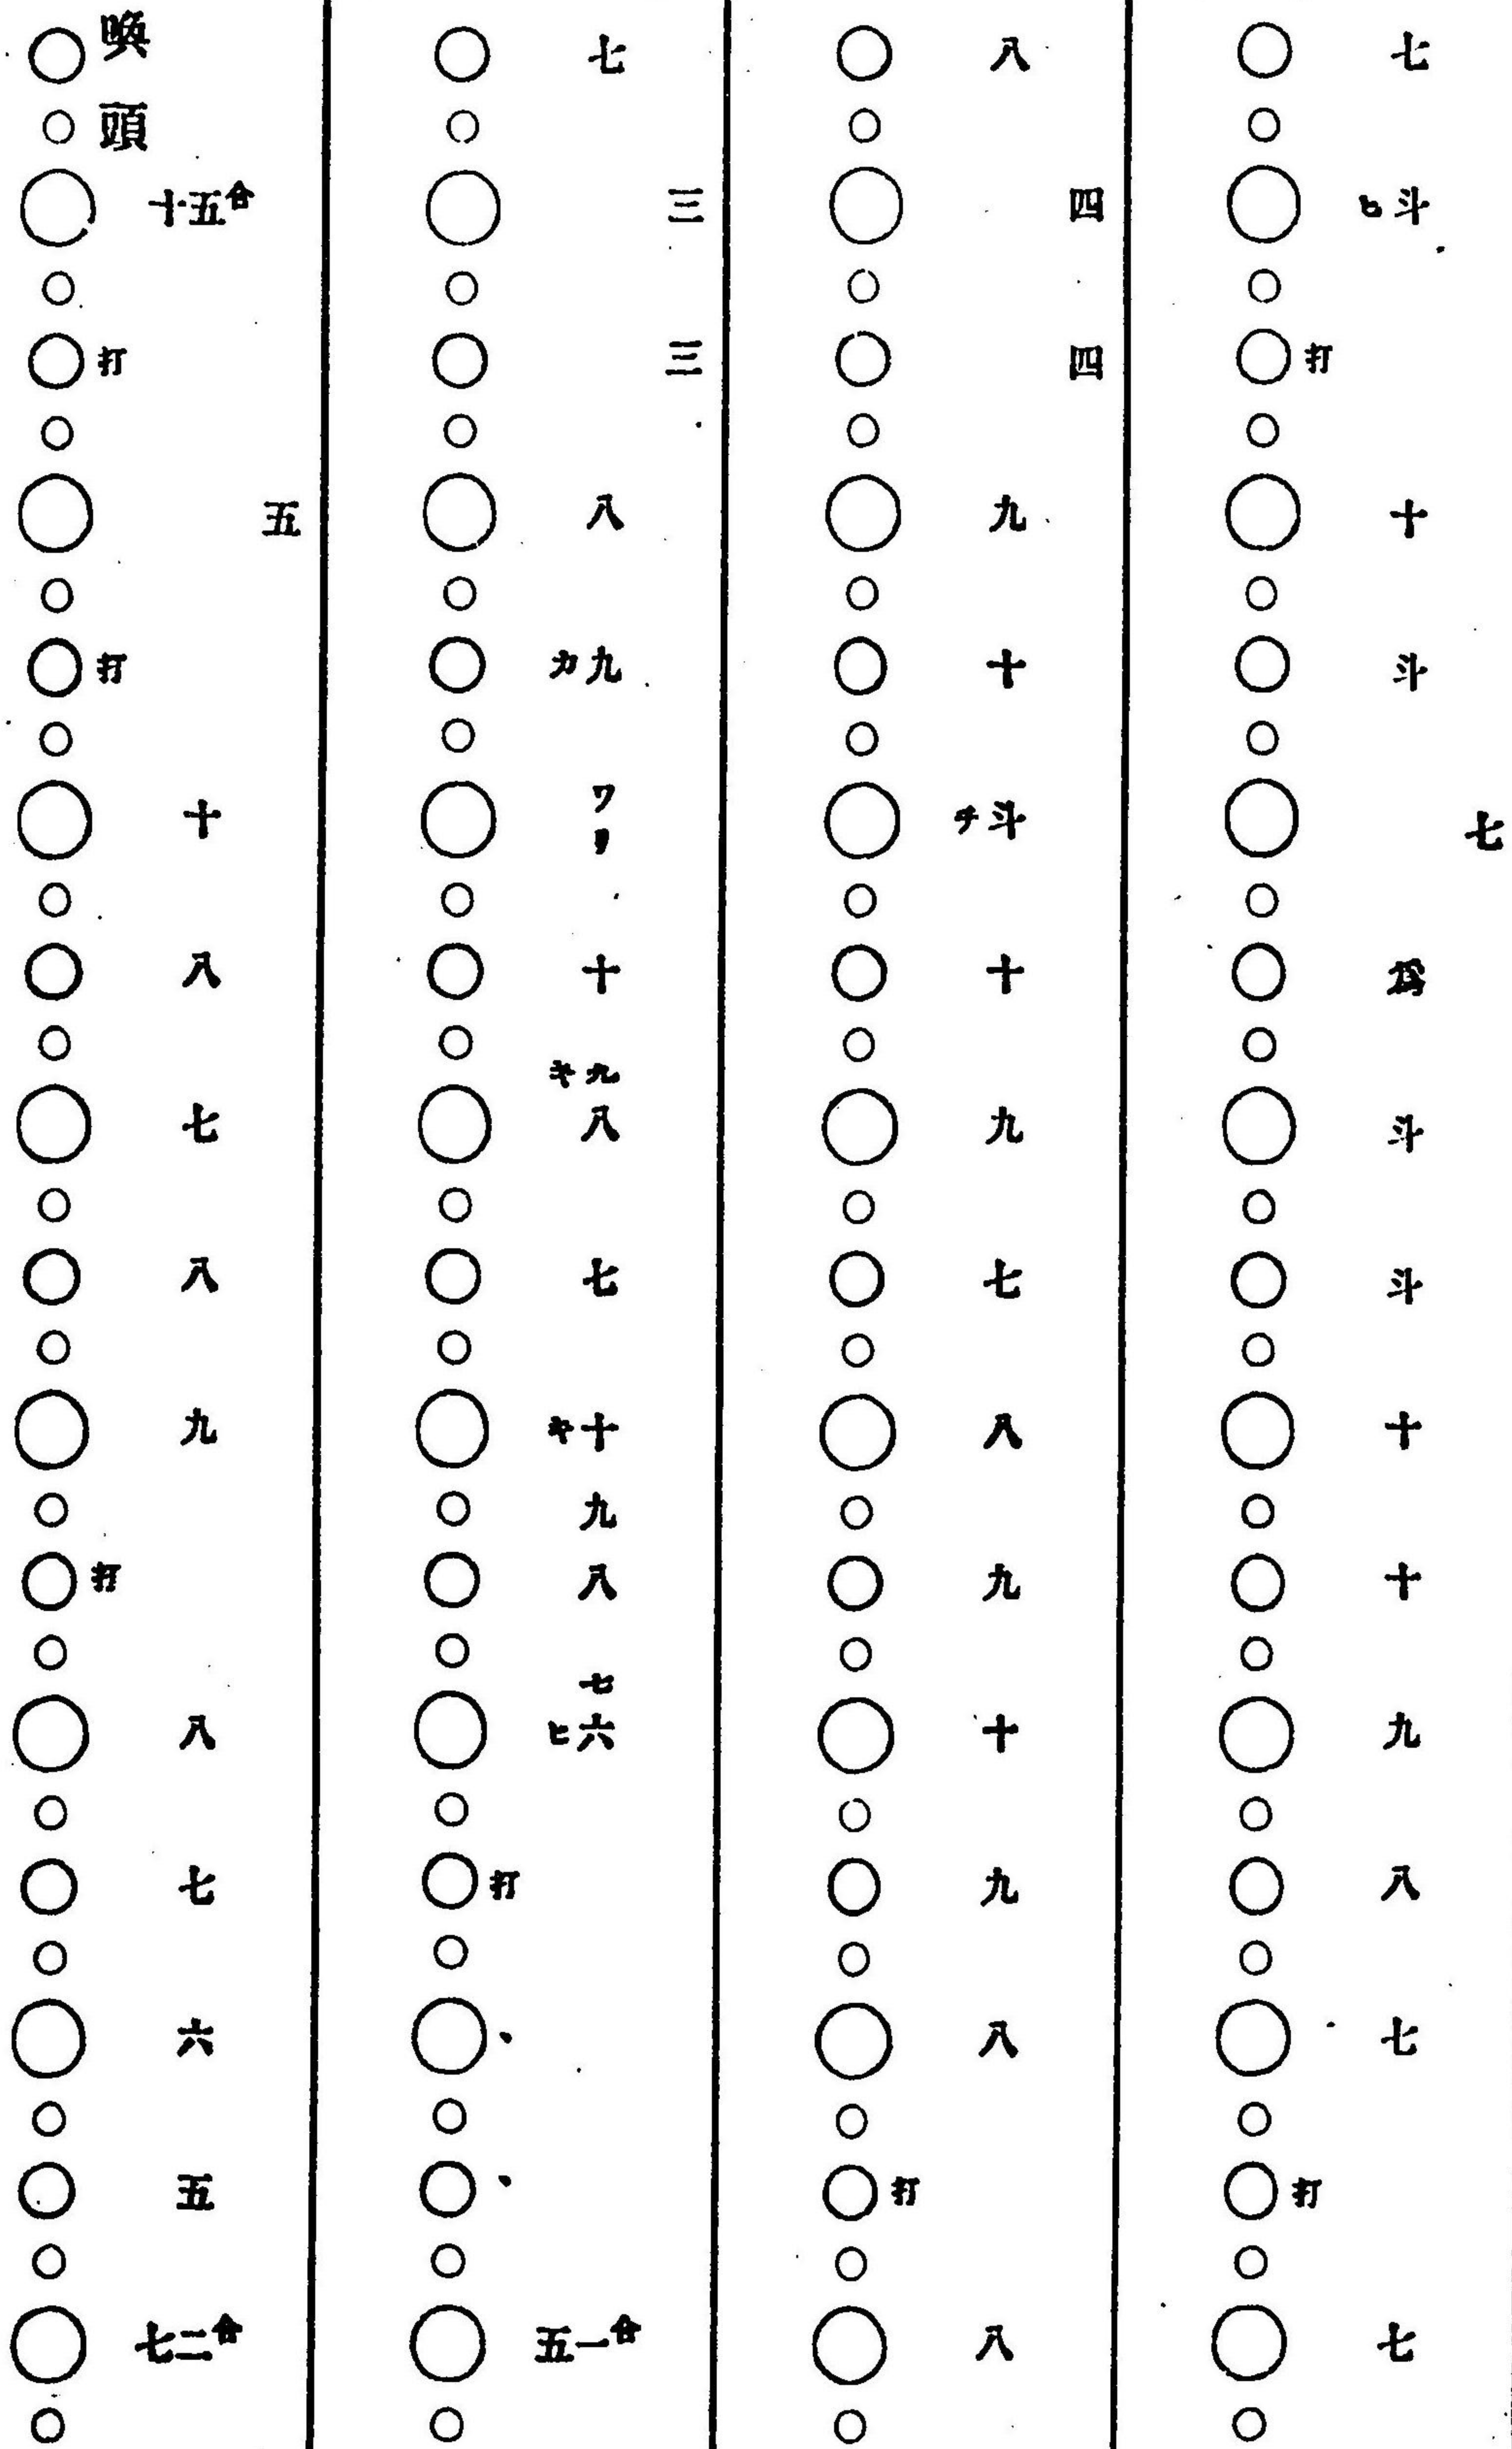 七 斗ヒ 打 十 斗 七 為 斗 斗 十 十 九 八 七 打 七
八 四 四 九 十 斗チ 十 九 七 八 九 十 九 八 打 八
七 三 三 八 九カ ワリ 十 九キ 八 七 十キ 九 八 七 六ヒ 打 、 、 合一五
喚頭 合五十 打 五 打 十 八 七 八 九 打 八 七 六 五 合二七